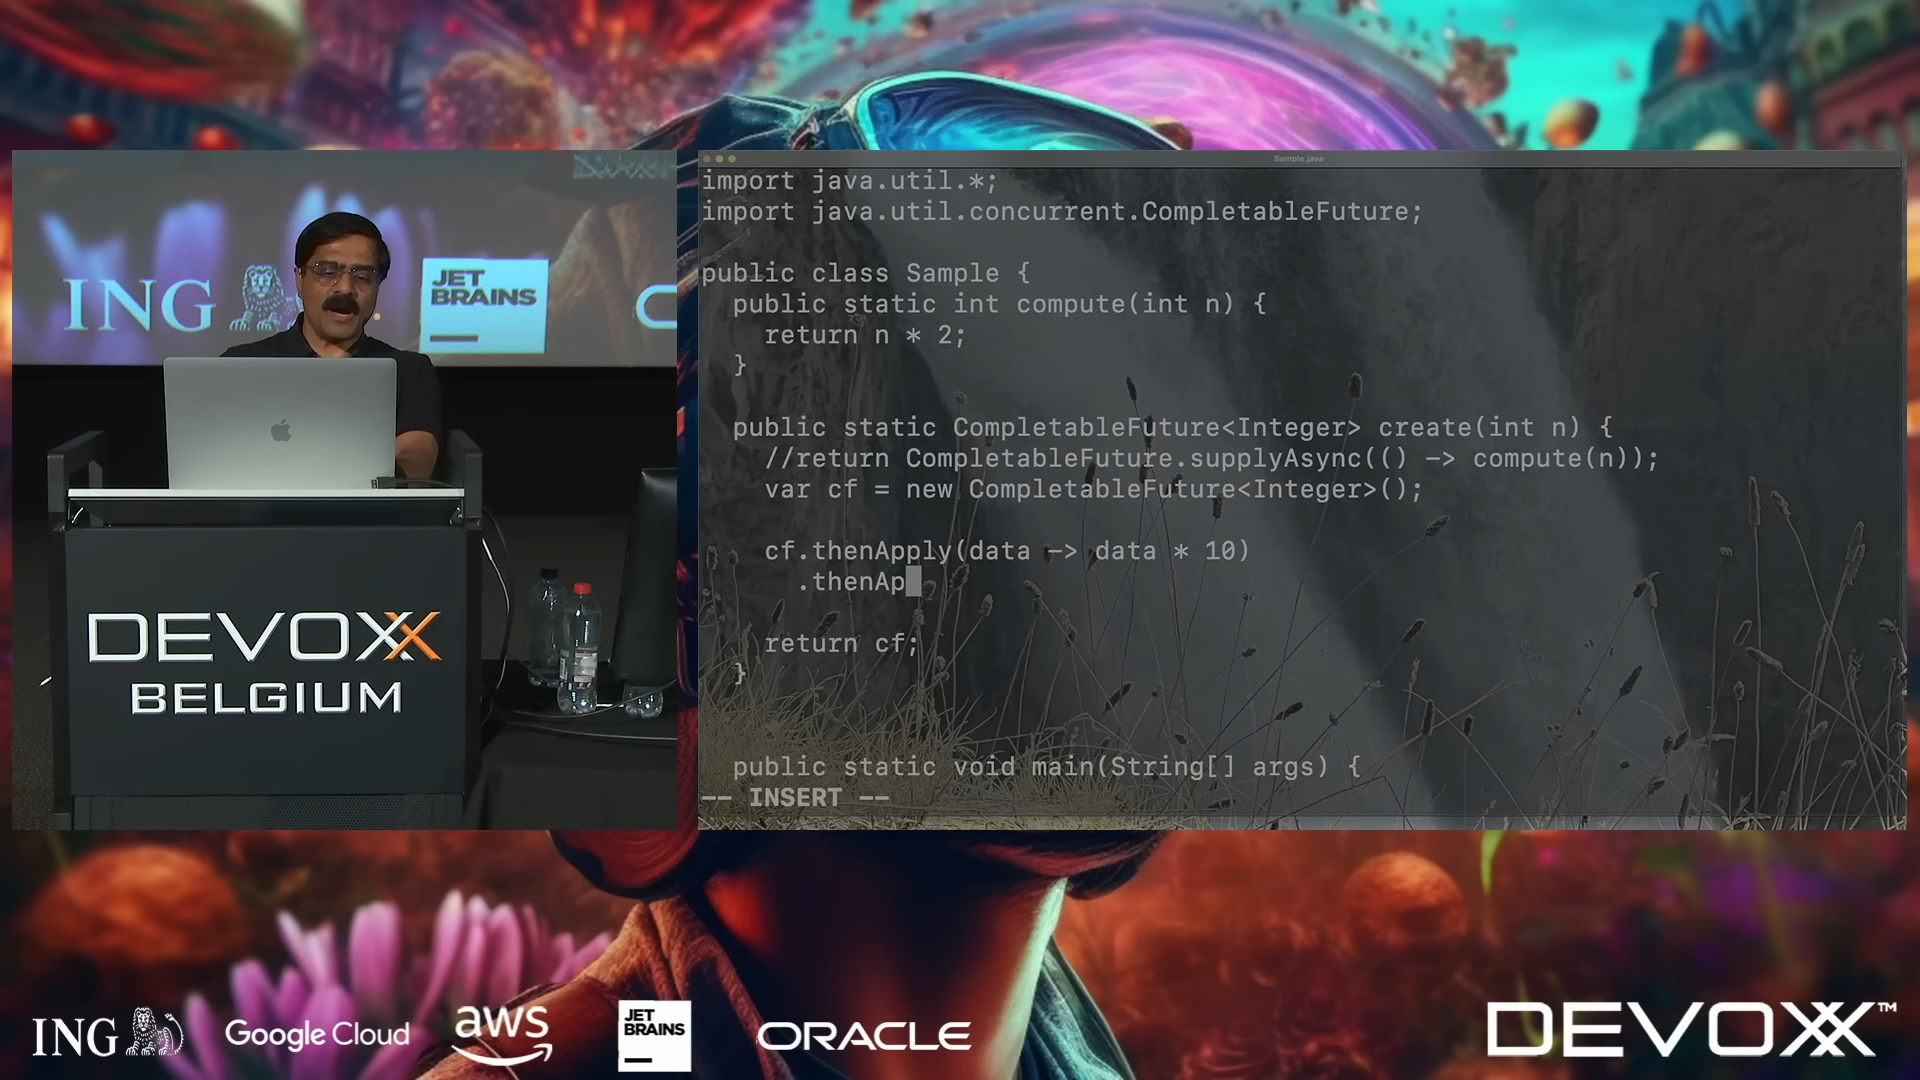 ING
JET
BRAINS
DEVOXX
BELGIUM
Sample.java
import java.util.*;
import java.util.concurrent.CompletableFuture;
public class Sample {
public static int compute(int n) {
return n * 2;
}
public static CompletableFuture<Integer> create(int n) {
//return CompletableFuture.supplyAsync(() -> compute(n));
var cf = new CompletableFuture<Integer>();
cf.thenApply(data -> data * 10)
.thenAp
return cf;
}
public static void main(String[] args) {
-- INSERT --
ING
Google Cloud
aws
JET
BRAINS
ORACLE
DEVOXX™